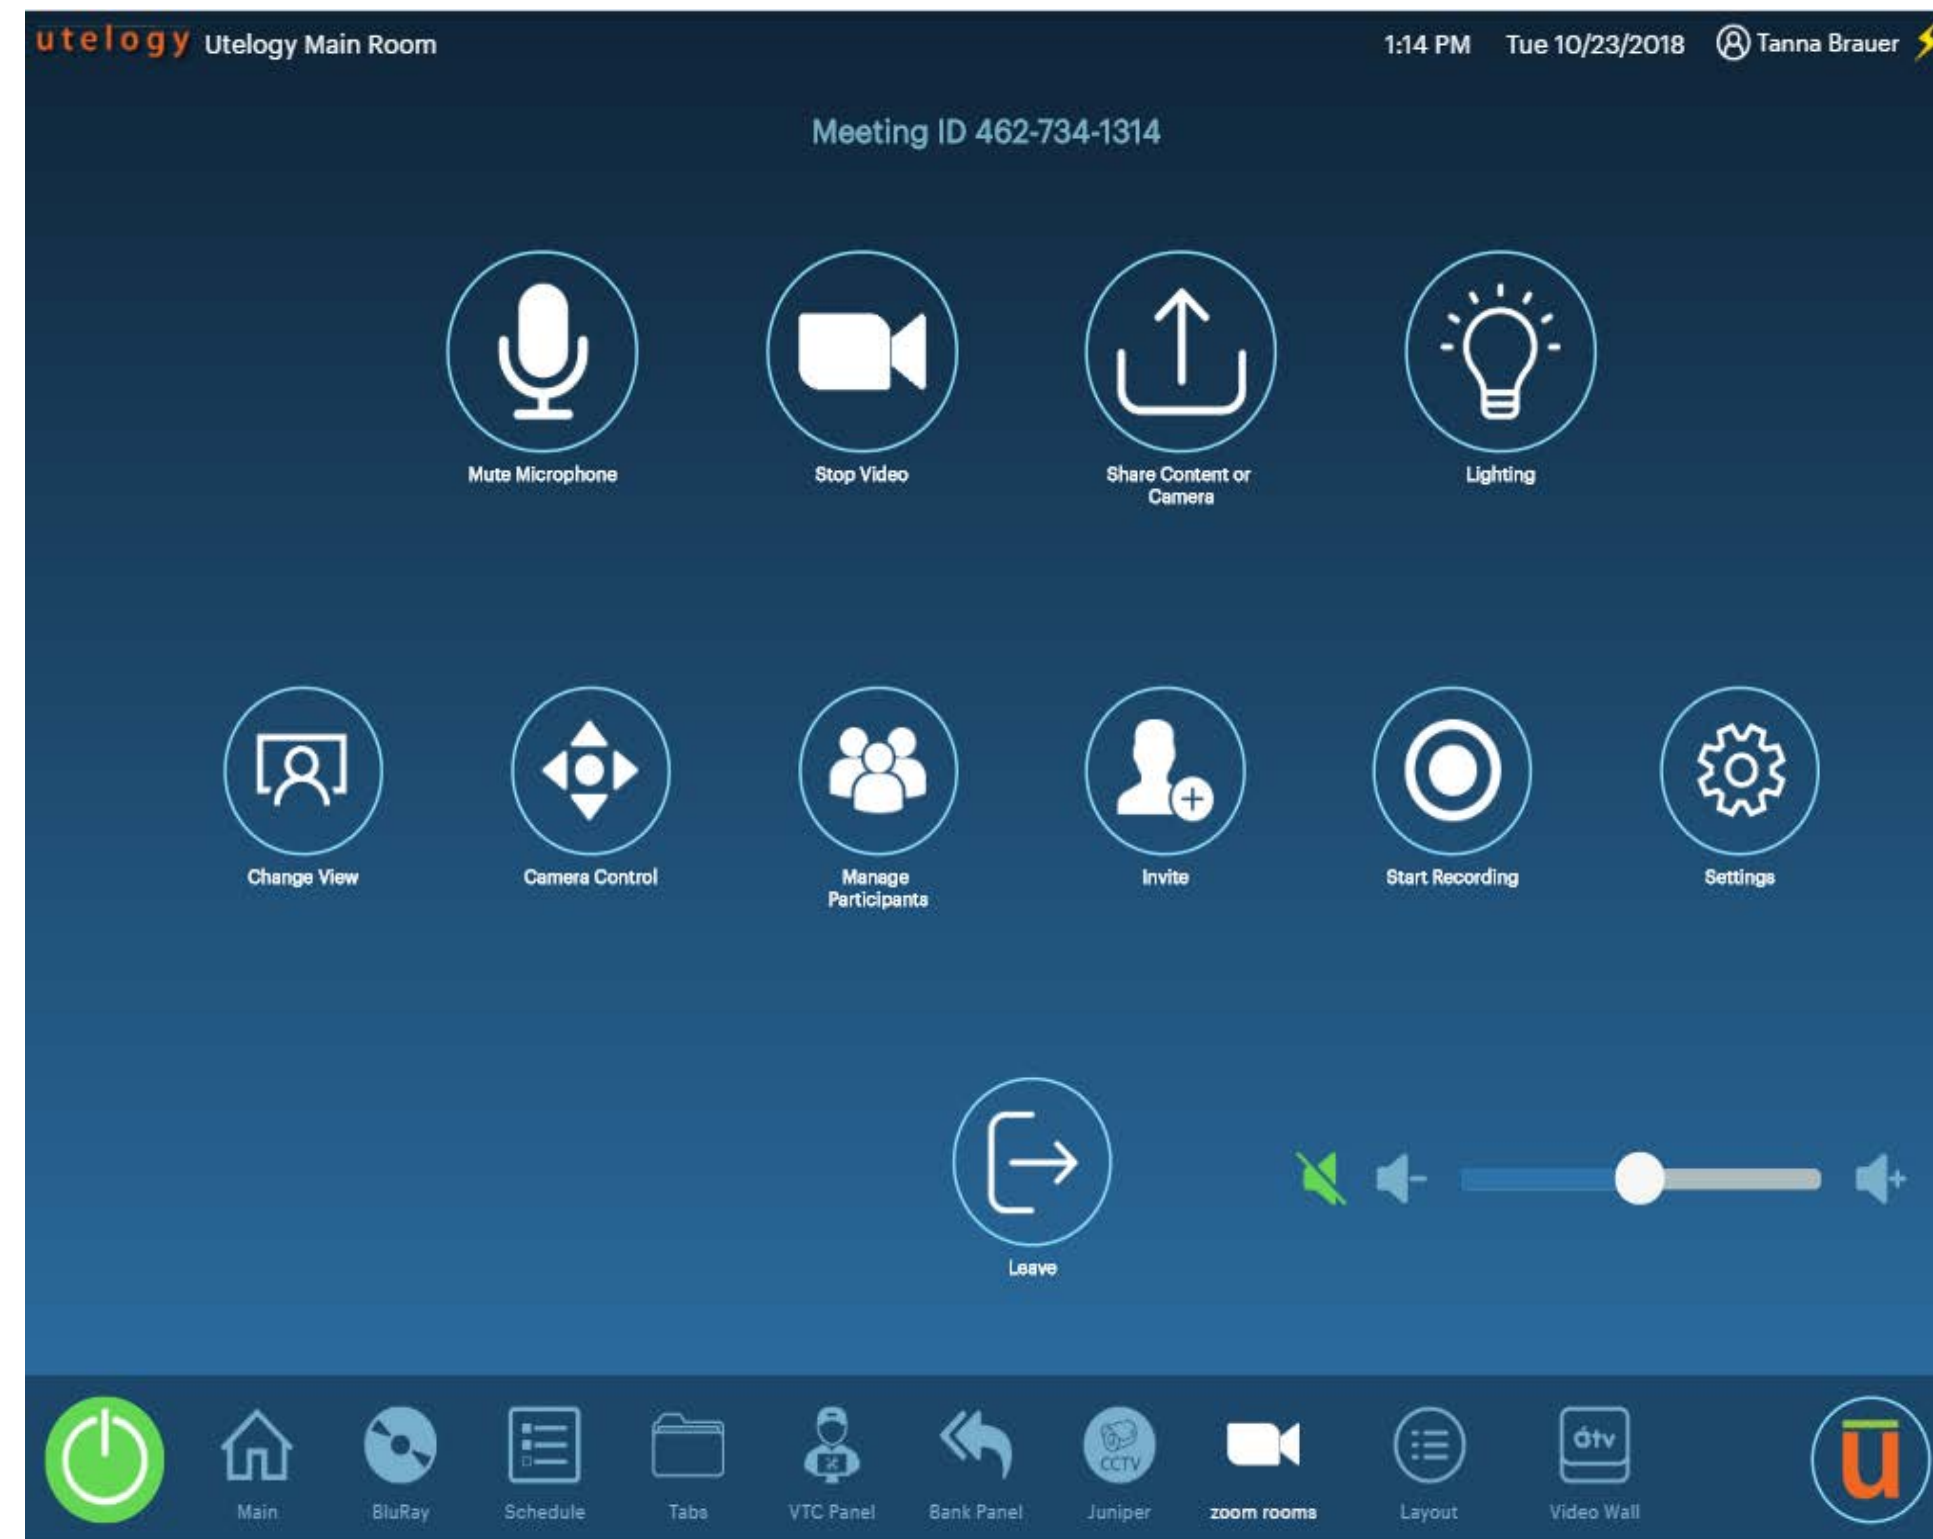 utelogy Utelogy Main Room 1:14 PM Tue 10/23/2018 Tanna Brauer
Meeting ID 462-734-1314
Mute Microphone
Stop Video
Share Content or
Camera
Lighting
Change View
Camera Control
Manage
Participants
Invite
Start Recording
Settings
Leave
CCTV
tv
u
Main
BluRay
Schedule
Tabs
VTC Panel
Bank Panel
Juniper
zoom rooms
Layout
Video Wall